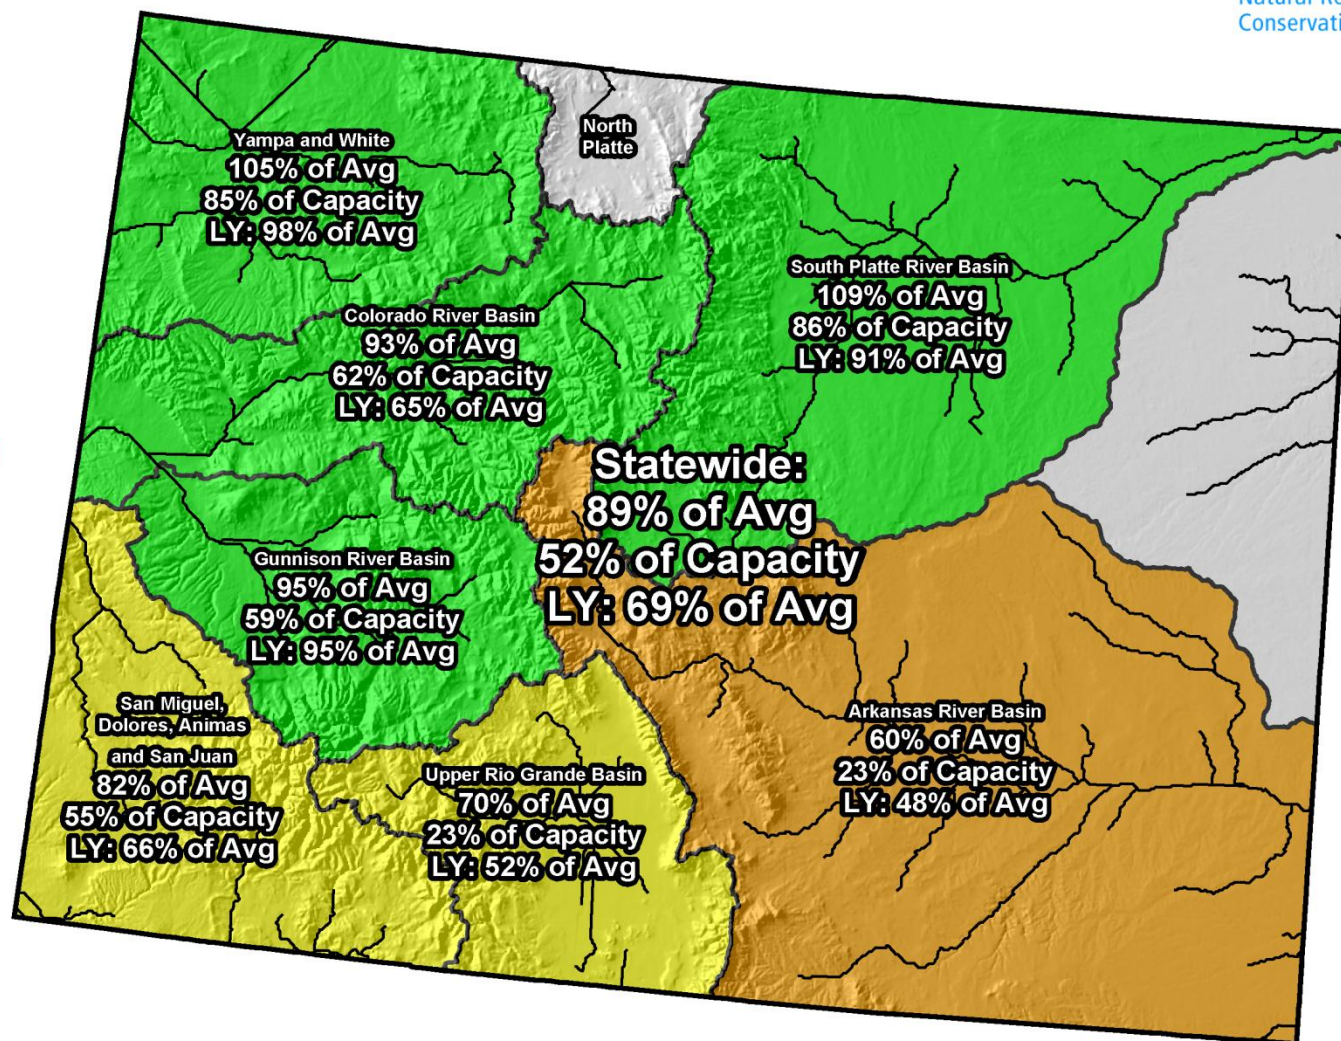 Conservati
North
Platte
Yampa and White
105% of Avg
85% of Capacity
LY: 98% of Avg
South Platte River Basin
109% of Avg
86% of Capacity
LY: 91% of Avg
Colorado River Basin
93% of Avg
62% of Capacity
LY: 65% of Avg
Statewide:
89% of Avg
52% of Capacity
LY: 69% of Avg
Gunnison River Basin
95% of Avg
59% of Capacity
LY: 95% of Avg
San Miguel,
Dolores, Animas
and San Juan
82% of Avg
55% of Capacity
LY: 66% of Avg
Upper Rio Grande Basin
70% of Avg
23% of Capacity
LY: 52% of Avg
Arkansas River Basin
60% of Avg
23% of Capacity
LY: 48% of Avg